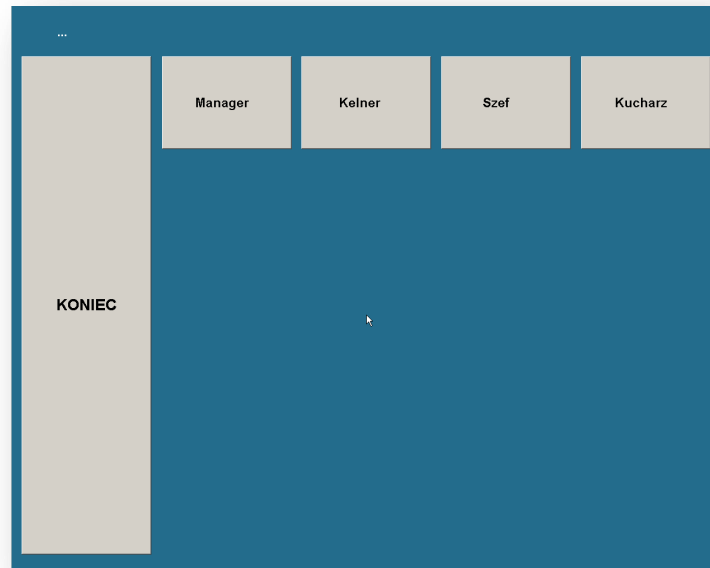 ...
Manager
Kelner
Szef
Kucharz
KONIEC